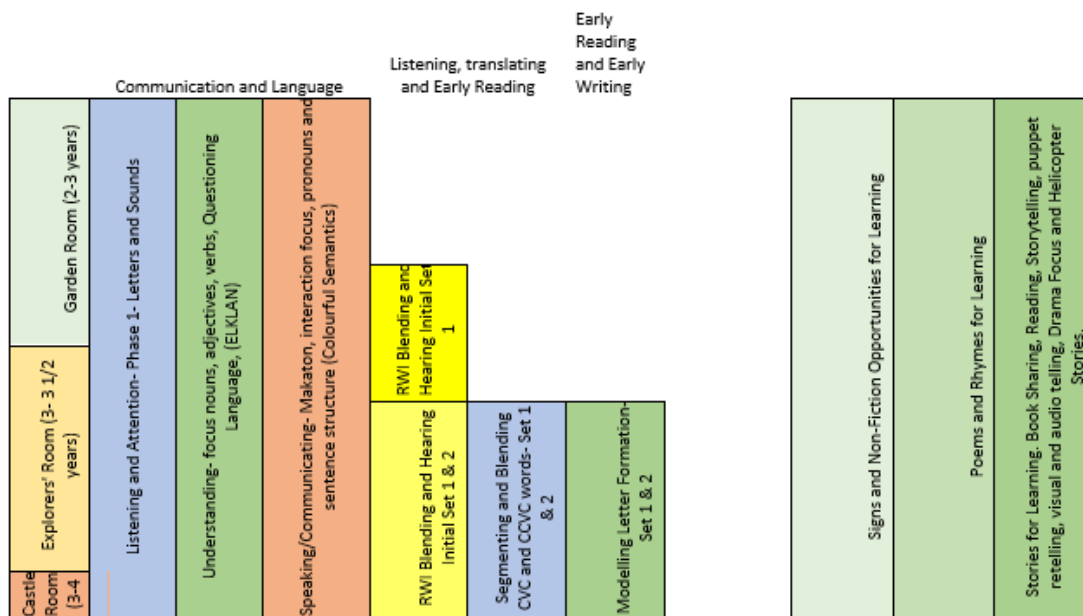 Early
Reading
and Early
Writing
Listening, translating
and Early Reading
Communication and Language
Garden Room (2-3 years)
Explorers' Room (3- 3 1/2
years)
Castle
Room
(3-4
Listening and Attention- Phase 1- Letters and Sounds
Understanding- focus nouns, adjectives, verbs, Questioning
Language, (ELKLAN)
Speaking/Communicating- Makaton, interaction focus, pronouns and
sentence structure (Colourful Semantics)
RWI Blending and
Hearing Initial Set
1
RWI Blending and Hearing
Initial Set 1 & 2
Segmenting and Blending
CVC and CCVC words- Set 1
& 2
Modelling Letter Formation-
Set 1 & 2
Signs and Non-Fiction Opportunities for Learning
Poems and Rhymes for Learning
Stories for Learning. Book Sharing, Reading, Storytelling, puppet
retelling, visual and audio telling, Drama Focus and Helicopter
Stories.